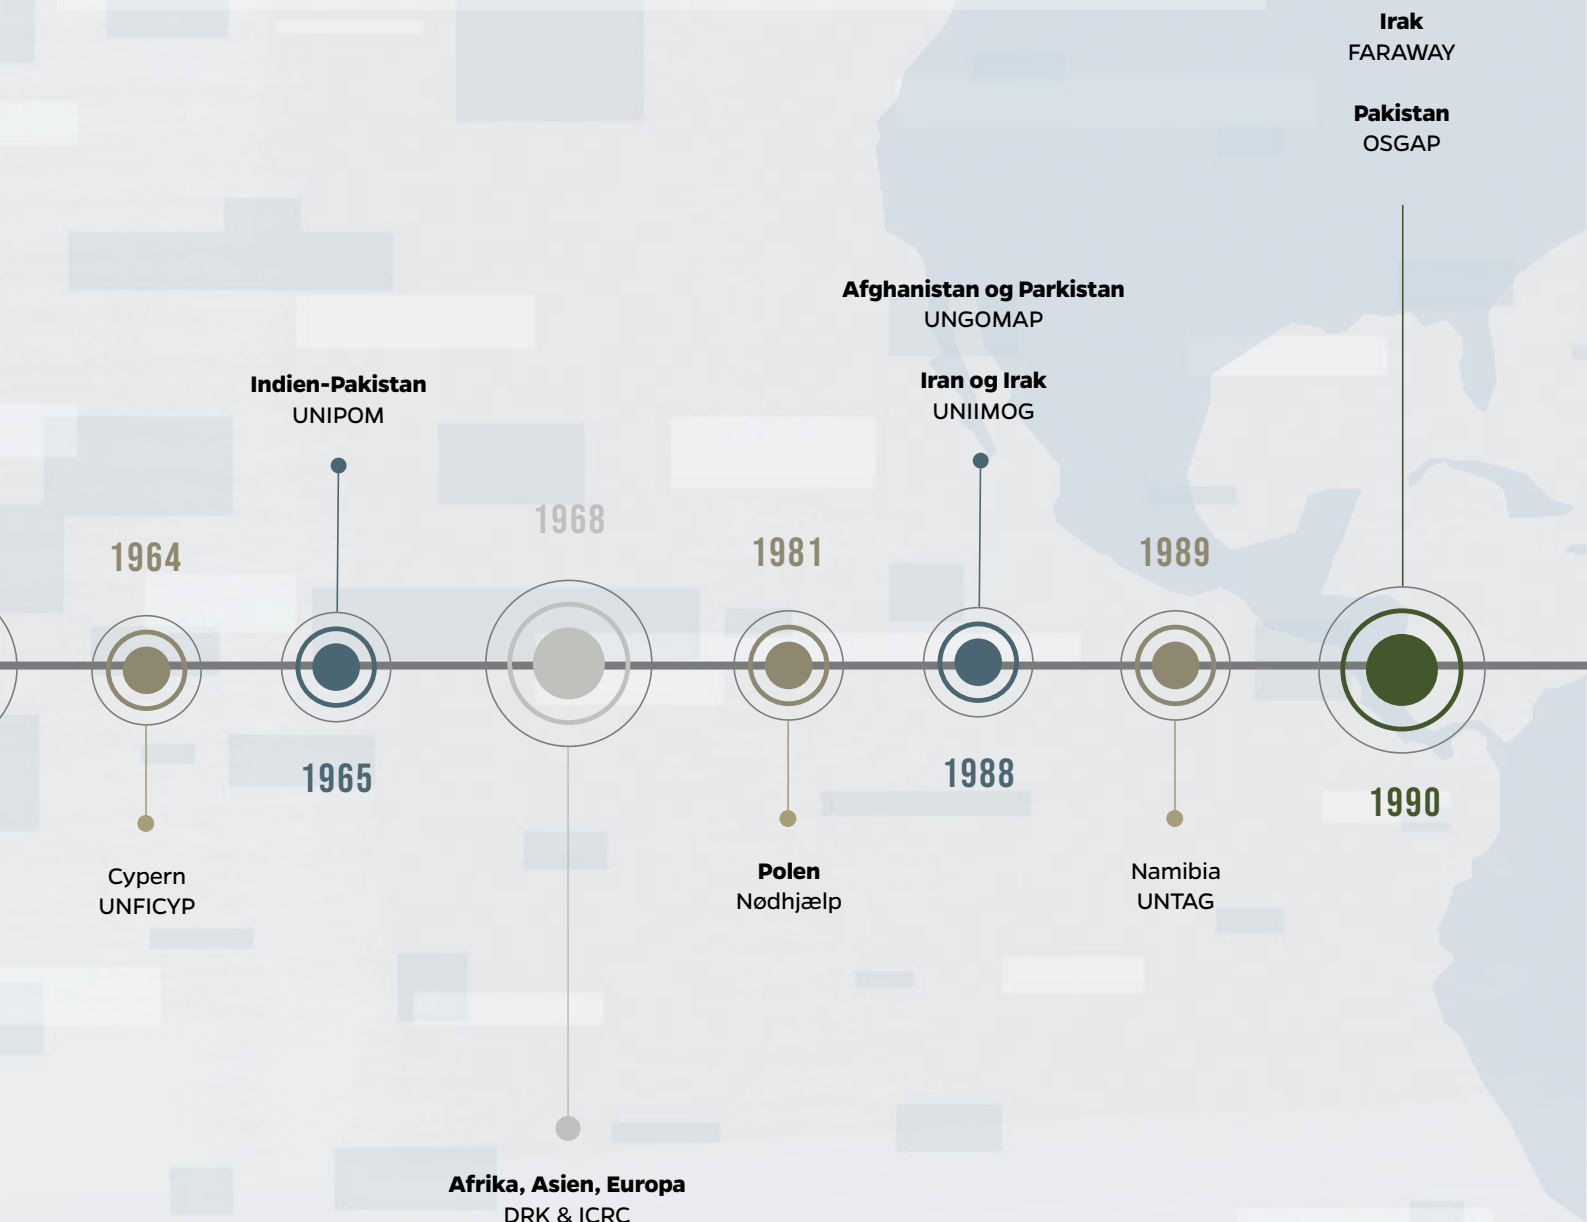 Irak
FARAWAY
Pakistan
OSGAP
Afghanistan og Parkistan
UNGOMAP
Iran og Irak
UNIIMOG
Indien-Pakistan
UNIPOM
1968
1964
1981
1989
1965
1988
1990
Cypern
UNFICYP
Polen
Nødhjælp
Namibia
UNTAG
Afrika, Asien, Europa
DRK & ICRC